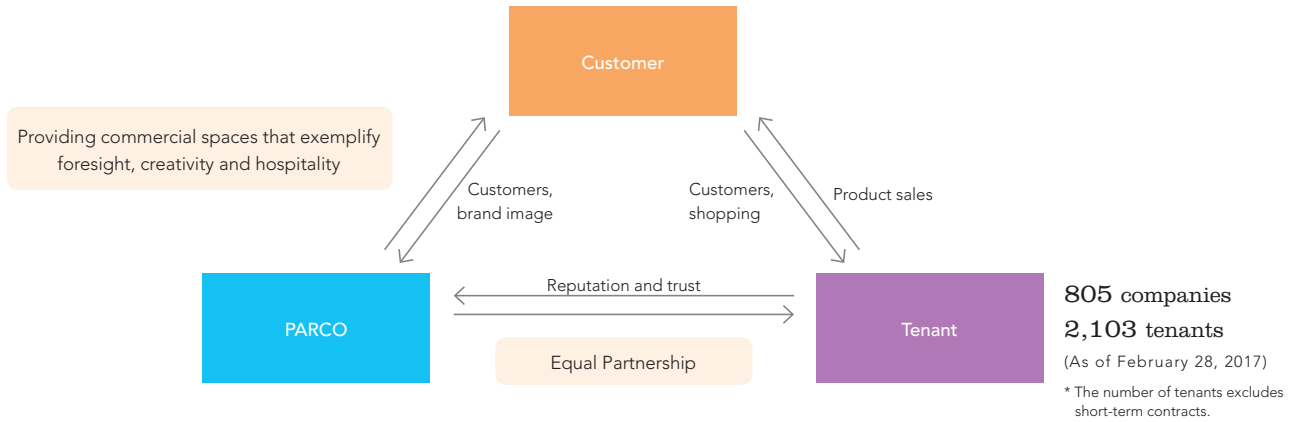 Customer
Providing commercial spaces that exemplify
foresight, creativity and hospitality
Customers,
brand image
Customers,
shopping
Product sales
Reputation and trust
PARCO
Tenant
Equal Partnership
805 companies
2,103 tenants
(As of February 28, 2017)
* The number of tenants excludes
short-term contracts.